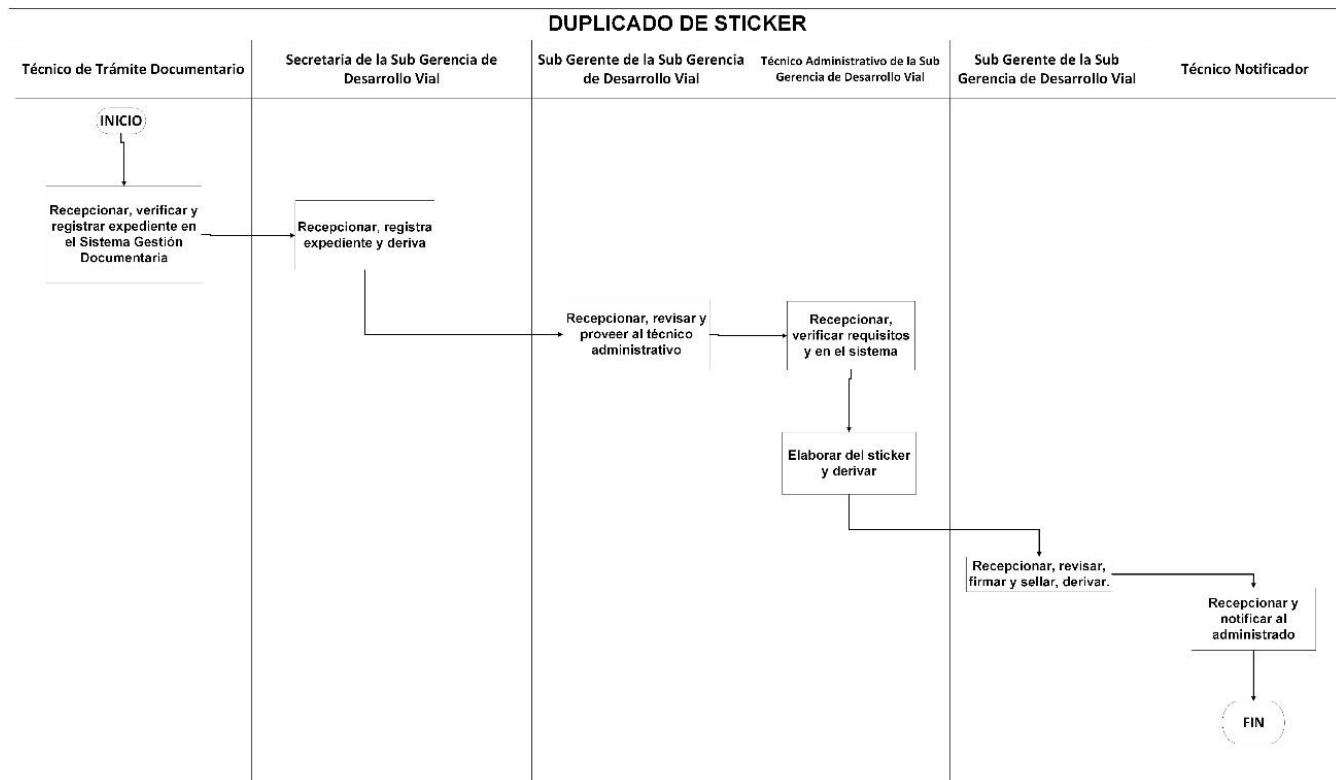 DUPLICADO DE STICKER
Técnico de Trámite Documentario
Secretaria de la Sub Gerencia de
Desarrollo Vial
Sub Gerente de la Sub Gerencia
de Desarrollo Vial
Técnico Administrativo de la Sub
Gerencia de Desarrollo Vial
Sub Gerente de la Sub
Gerencia de Desarrollo Vial
Técnico Notificador
INICIO
Recepcionar, verificar y
registrar expediente en
el Sistema Gestión
Documentaria
Recepcionar, registra
expediente y deriva
Recepcionar, revisar y
proveer al técnico
administrativo
Recepcionar,
verificar requisitos
y en el sistema
Elaborar del sticker
y derivar
Recepcionar, revisar,
firmar y sellar, derivar.
Recepcionar y
notificar al
administrado
FIN